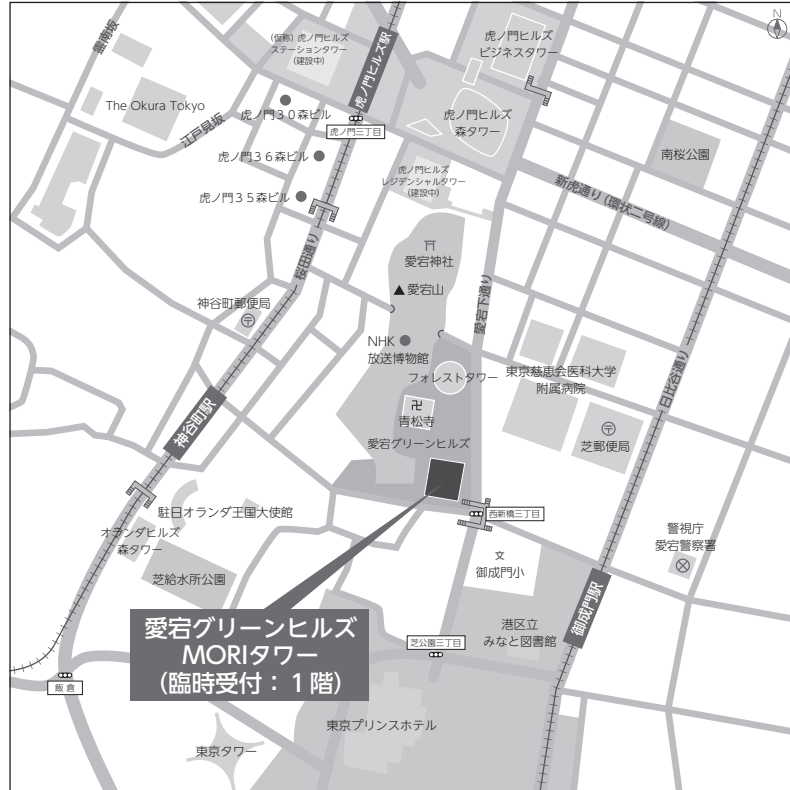 N
霊南坂
(仮称)虎ノ門ヒルズ
ステーションタワー
(建設中)
虎ノ門ヒルズ駅
虎ノ門ヒルズ
ビジネスタワー
The Okura Tokyo
江戸見坂
虎ノ門30森ビル
虎ノ門三丁目
虎ノ門ヒルズ
森タワー
南桜公園
虎ノ門36森ビル
虎ノ門ヒルズ
レジデンシャルタワー
(建設中)
虎ノ門35森ビル
新虎通り(環状二号線)
桜田通り
愛宕神社
▲愛宕山
愛宕下通り
神谷町郵便局
NHK
放送博物館
フォレストタワー
東京慈恵会医科大学
附属病院
日比谷通り
卍
青松寺
芝郵便局
神谷町駅
愛宕グリーンヒルズ
西新橋三丁目
駐日オランダ王国大使館
オランダヒルズ
森タワー
芝給水所公園
文
御成門小
警視庁
愛宕警察署
御成門駅
愛宕グリーンヒルズ
MORIタワー
(臨時受付:1階)
港区立
みなと図書館
芝公園三丁目
飯倉
東京プリンスホテル
東京タワー